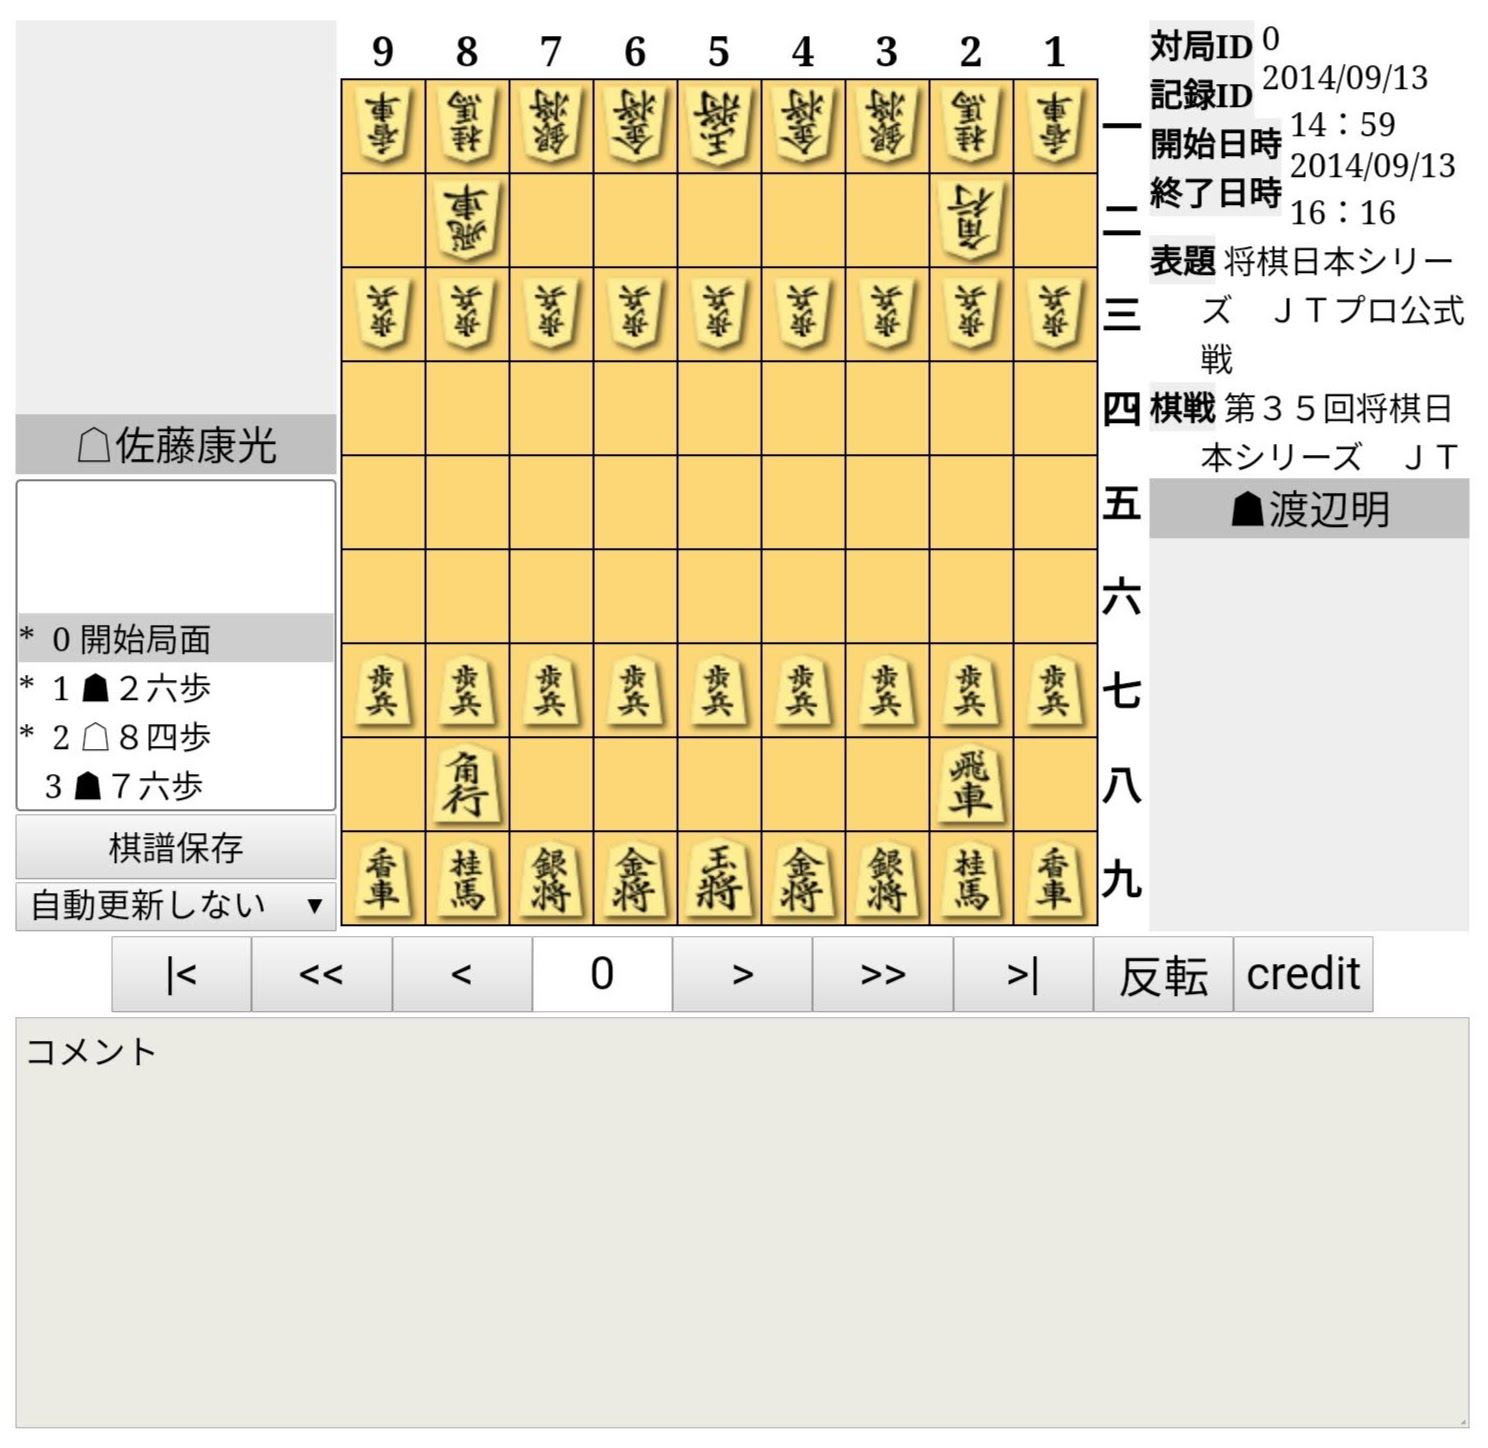 9 8 7 6 5 4 3 2 1
香車 桂馬 銀将 金将 玉将 金将 銀将 桂馬 香車 一
飛車 角行 二
歩兵 歩兵 歩兵 歩兵 歩兵 歩兵 歩兵 歩兵 歩兵 三
四
五
六
歩兵 歩兵 歩兵 歩兵 歩兵 歩兵 歩兵 歩兵 歩兵 七
角行 飛車 八
香車 桂馬 銀将 金将 玉将 金将 銀将 桂馬 香車 九
☖佐藤康光
* 0 開始局面
* 1 ☗２六歩
* 2 ☖８四歩
3 ☗７六歩
棋譜保存
自動更新しない ▼
対局ID 0
記録ID 2014/09/13
開始日時 14：59
2014/09/13
終了日時 16：16
表題 将棋日本シリー
ズ　ＪＴプロ公式
戦
棋戦 第３５回将棋日
本シリーズ　ＪＴ
☗渡辺明
|< << < 0 > >> >| 反転 credit
コメント